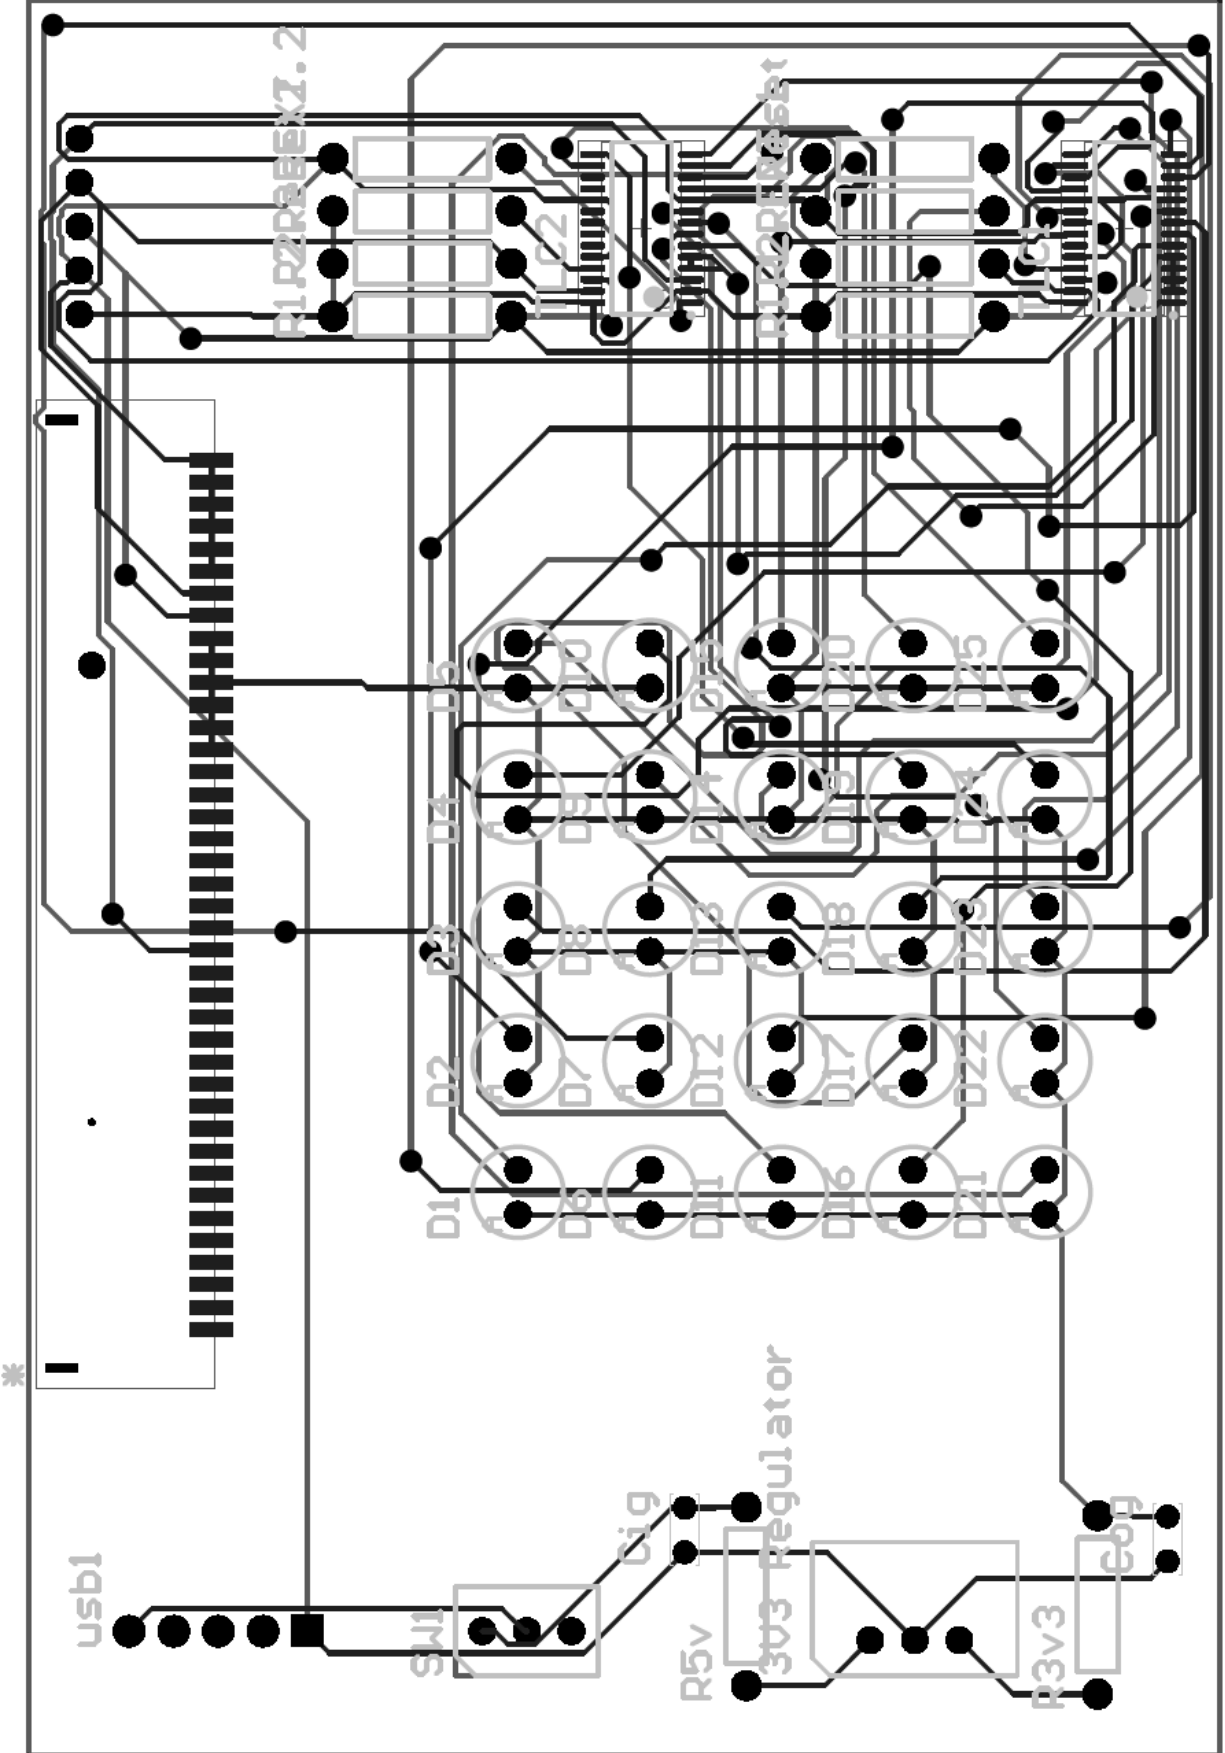 IC2
IC1
D5
D10
D15
D20
D25
D4
D9
D14
D19
D24
D3
D8
D13
D18
D23
D2
D7
D12
D17
D22
D1
D6
D11
D16
D21
usb1
SW1
Cig
R5v
3v3 Regulator
R3v3
Cog
*